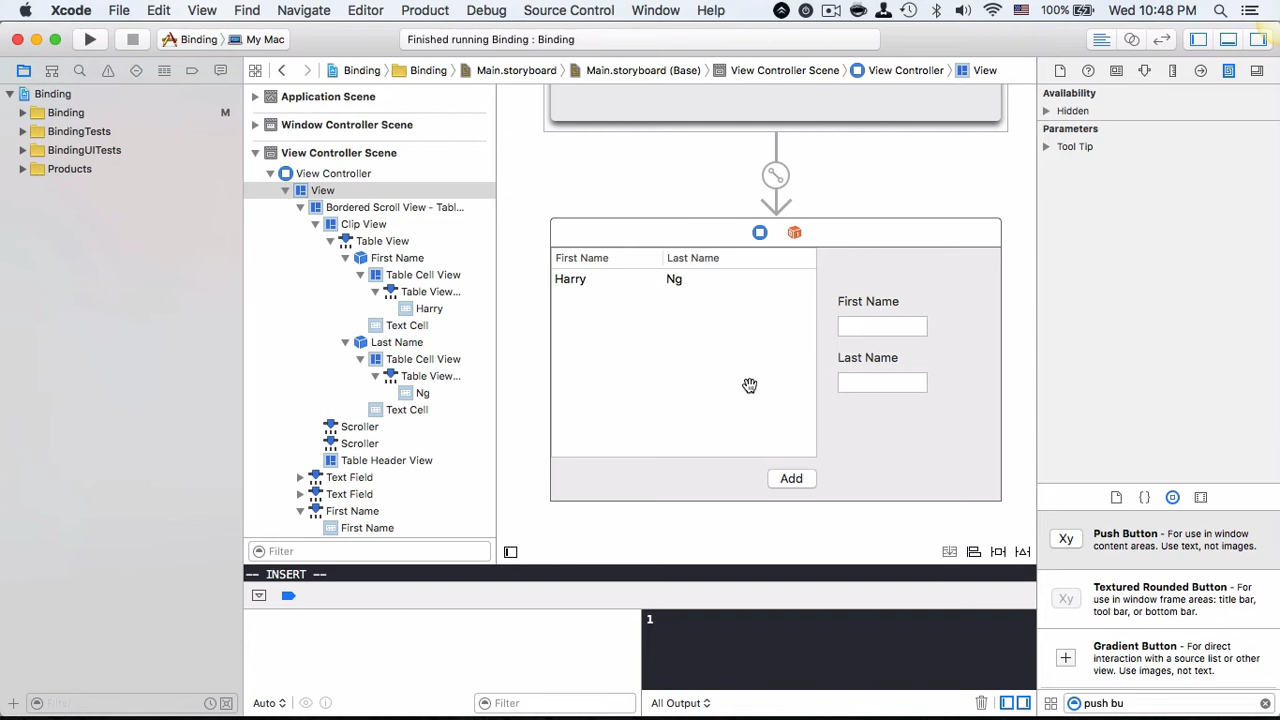 Xcode File Edit View Find Navigate Editor Product Debug Source Control Window Help 100% Wed 10:48 PM
Binding My Mac Finished running Binding : Binding
Binding Binding Main.storyboard Main.storyboard (Base) View Controller Scene View Controller View
Binding
Binding M
BindingTests
BindingUITests
Products
Filter
Application Scene
Window Controller Scene
View Controller Scene
View Controller
View
Bordered Scroll View - Tabl...
Clip View
Table View
First Name
Table Cell View
Table View...
Harry
Text Cell
Last Name
Table Cell View
Table View...
Ng
Text Cell
Scroller
Scroller
Table Header View
Text Field
Text Field
First Name
First Name
Filter
First Name Last Name
Harry Ng
First Name
Last Name
Add
-- INSERT --
1
Auto
Filter
All Output
Availability
Hidden
Parameters
Tool Tip
Xy
Push Button - For use in window
content areas. Use text, not images.
Xy
Textured Rounded Button - For
use in window frame areas: title bar,
tool bar, or bottom bar.
Gradient Button - For direct
interaction with a source list or other
view. Use images, not text.
push bu